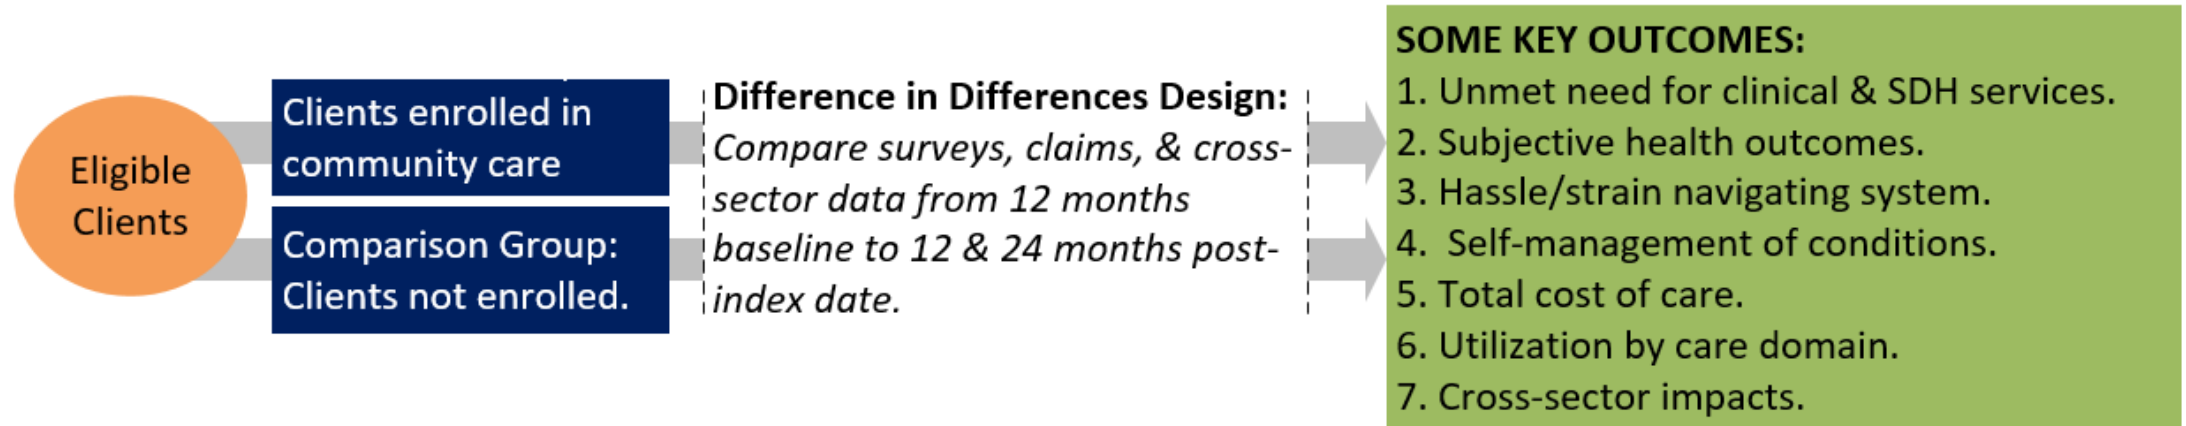 Eligible
Clients
Clients enrolled in
community care
Comparison Group:
Clients not enrolled.
Difference in Differences Design:
Compare surveys, claims, & cross-
sector data from 12 months
baseline to 12 & 24 months post-
index date.
SOME KEY OUTCOMES:
1. Unmet need for clinical & SDH services.
2. Subjective health outcomes.
3. Hassle/strain navigating system.
4.  Self-management of conditions.
5. Total cost of care.
6. Utilization by care domain.
7. Cross-sector impacts.